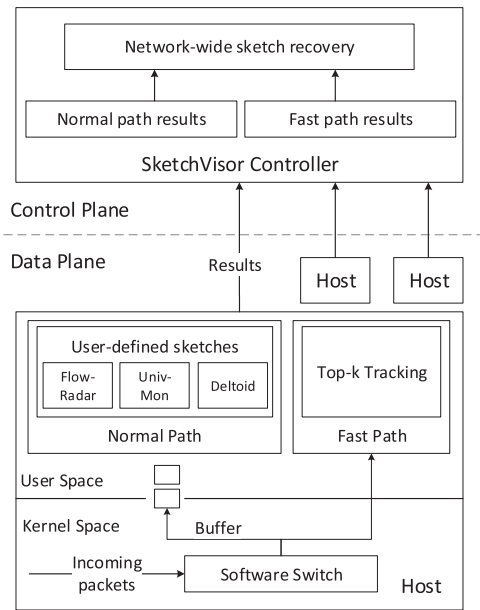 Network-wide sketch recovery
Normal path results
Fast path results
SketchVisor Controller
Control Plane
Data Plane
Results
Host
Host
User-defined sketches
Flow-
Radar
Univ-
Mon
Deltoid
Normal Path
Top-k Tracking
Fast Path
User Space
Kernel Space
Buffer
Incoming
packets
Software Switch
Host